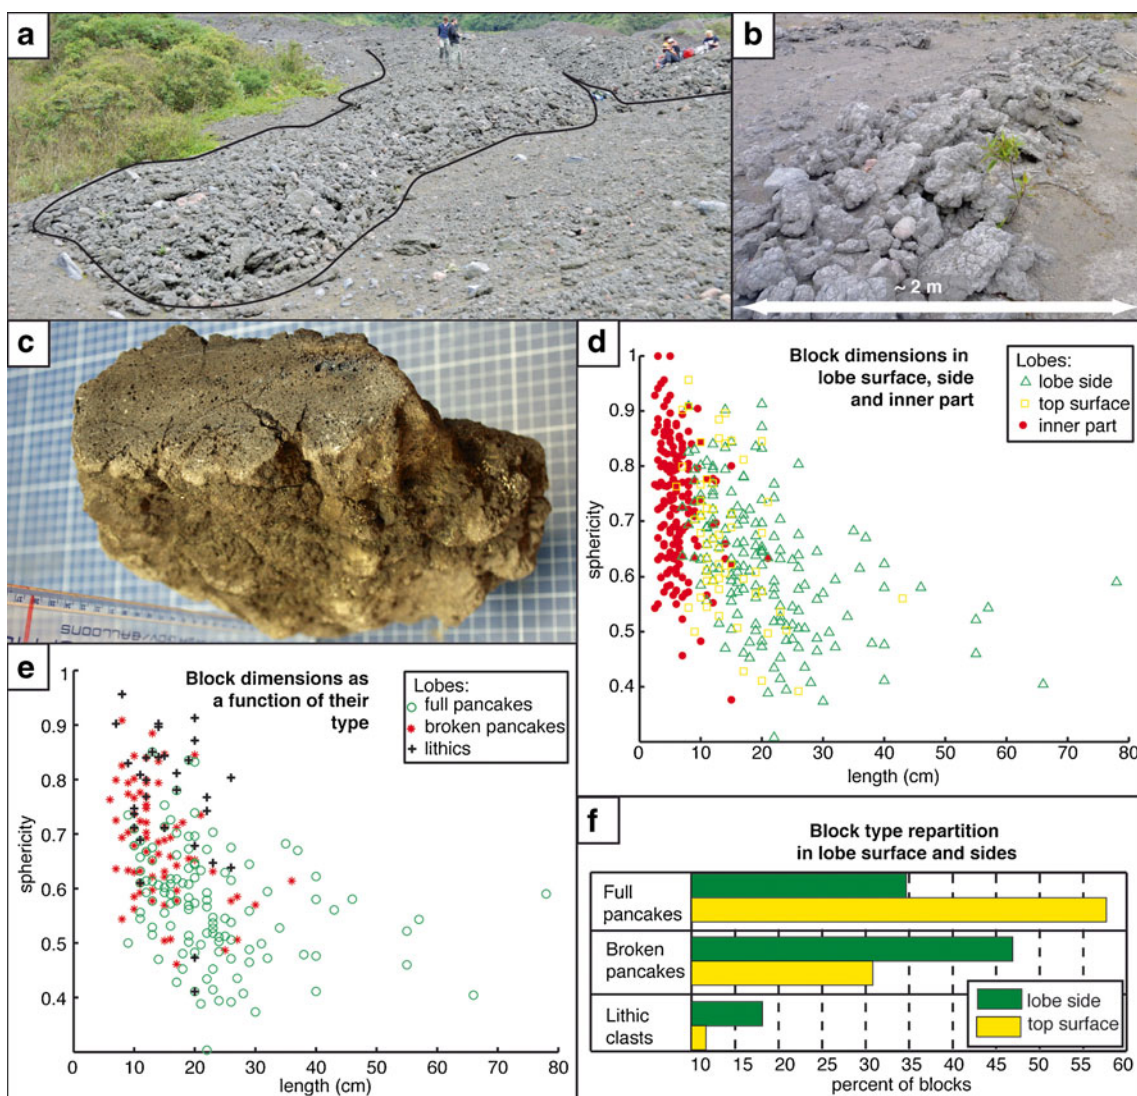 a
b
~ 2 m
c
SNOOTTVƏ/AOƧ
d
Block dimensions in
lobe surface, side
and inner part
Lobes:
lobe side
top surface
inner part
sphericity
1
0.9
0.8
0.7
0.6
0.5
0.4
0 10 20 30 40 50 60 70 80
length (cm)
e
Block dimensions as
a function of their
type
Lobes:
full pancakes
broken pancakes
lithics
sphericity
1
0.9
0.8
0.7
0.6
0.5
0.4
0 10 20 30 40 50 60 70 80
length (cm)
f
Block type repartition
in lobe surface and sides
Full
pancakes
Broken
pancakes
Lithic
clasts
lobe side
top surface
10 15 20 25 30 35 40 45 50 55 60
percent of blocks